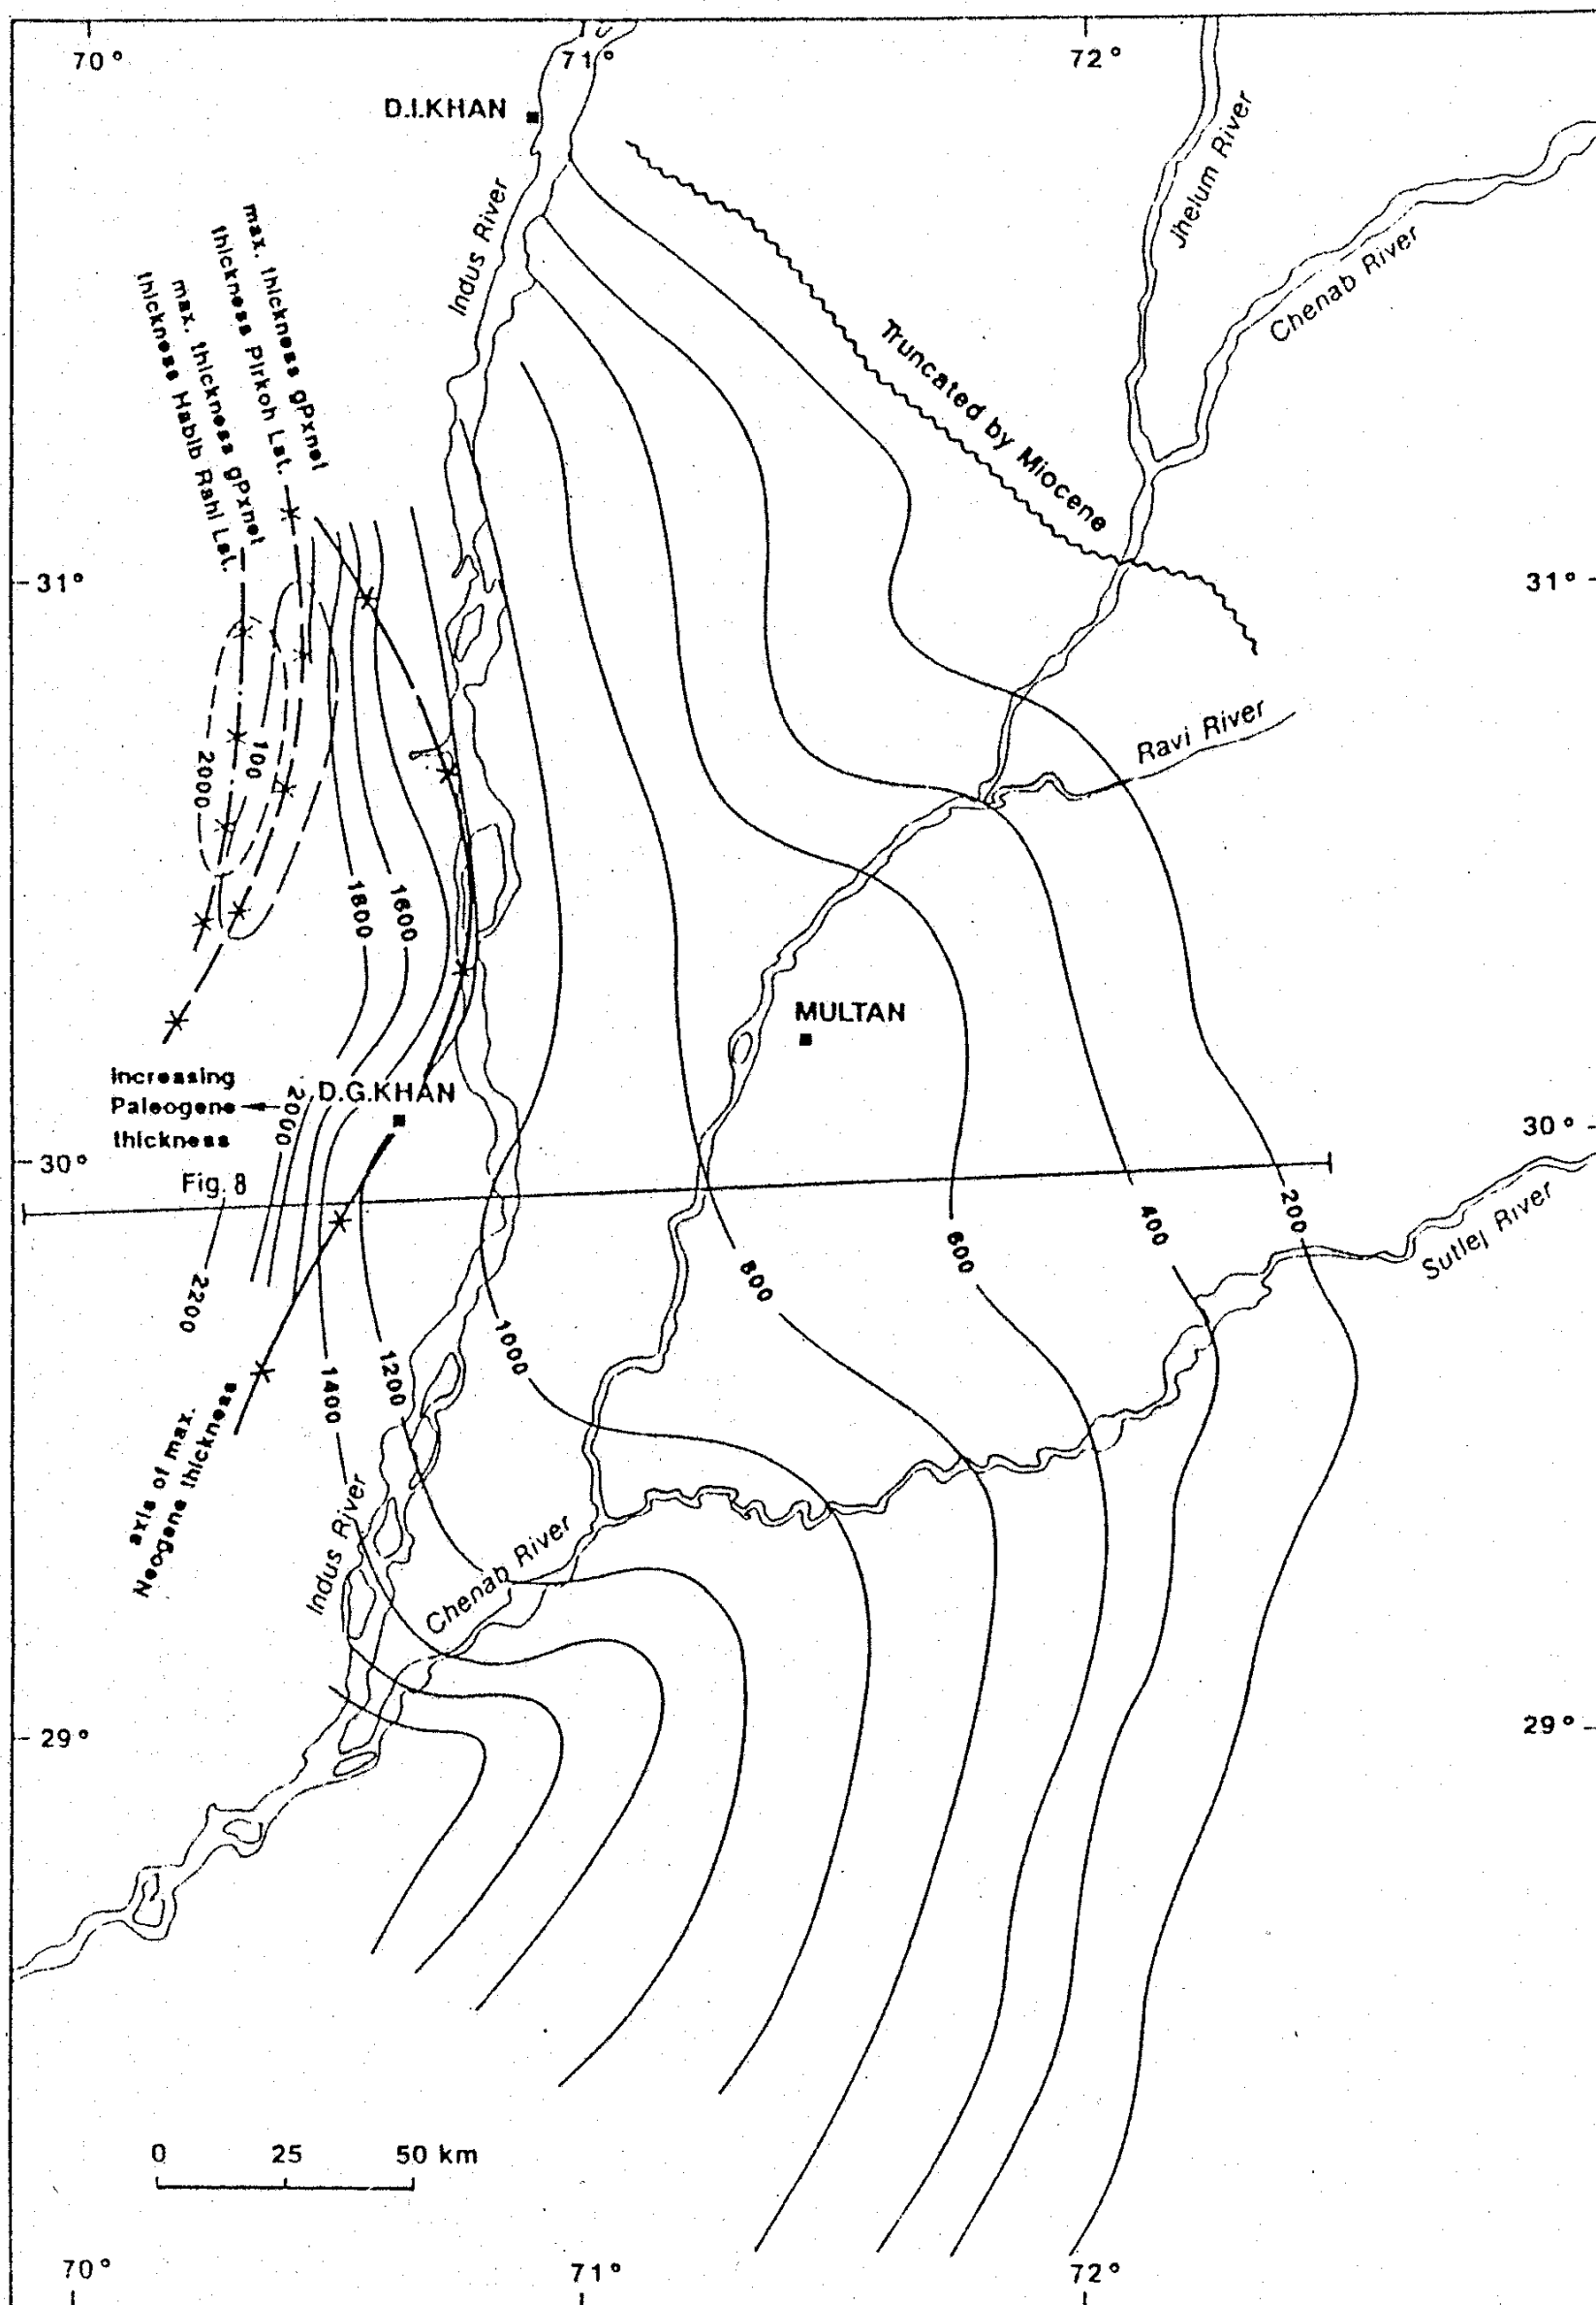 70°
71°
72°
D.I.KHAN
Indus River
Jhelum River
Chenab River
max. thickness gPxnet
thickness Pirkoh Lst.
max. thickness gPxnet
thickness Habib Rahi Lst.
Truncated by Miocene
31°
31°
Ravi River
2000
100
1800
1600
MULTAN
Increasing
Paleogene
thickness
2000
D.G.KHAN
30°
30°
Fig. 8
2200
200
400
600
800
Sutlej River
1000
1200
1400
axis of max.
Neogene thickness
Indus River
Chenab River
29°
29°
0 25 50 km
70°
71°
72°